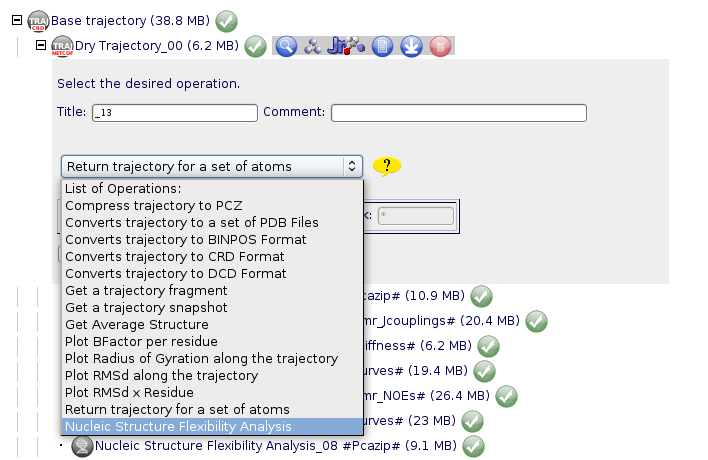 TRA CRD Base trajectory (38.8 MB)
TRA NETCDF Dry Trajectory_00 (6.2 MB) Jmol
Select the desired operation.
Title: _13 Comment:
Return trajectory for a set of atoms ?
List of Operations:
Compress trajectory to PCZ
k: *
Converts trajectory to a set of PDB Files
Converts trajectory to BINPOS Format
Converts trajectory to CRD Format
Converts trajectory to DCD Format
Get a trajectory fragment
cazip# (10.9 MB)
Get a trajectory snapshot
mr_Jcouplings# (20.4 MB)
Get Average Structure
Plot BFactor per residue
iffness# (6.2 MB)
Plot Radius of Gyration along the trajectory
Plot RMSd along the trajectory
urves# (19.4 MB)
Plot RMSd x Residue
mr_NOEs# (26.4 MB)
Return trajectory for a set of atoms
Nucleic Structure Flexibility Analysis
urves# (23 MB)
Nucleic Structure Flexibility Analysis_08 #Pcazip# (9.1 MB)